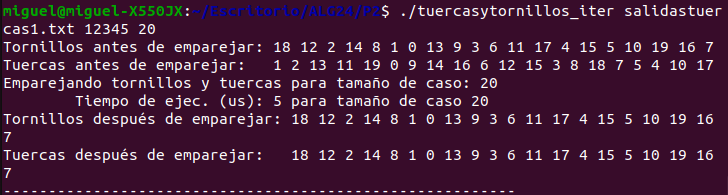 miguel@miguel-X550JX:~/Escritorio/ALG24/P2$ ./tuercasytornillos_iter salidastuer
cas1.txt 12345 20
Tornillos antes de emparejar: 18 12 2 14 8 1 0 13 9 3 6 11 17 4 15 5 10 19 16 7
Tuercas antes de emparejar:   1 2 13 11 19 0 9 14 16 6 12 15 3 8 18 7 5 4 10 17
Emparejando tornillos y tuercas para tamaño de caso: 20
        Tiempo de ejec. (us): 5 para tamaño de caso 20
Tornillos después de emparejar: 18 12 2 14 8 1 0 13 9 3 6 11 17 4 15 5 10 19 16
7
Tuercas después de emparejar:   18 12 2 14 8 1 0 13 9 3 6 11 17 4 15 5 10 19 16
7
-----------------------------------------------------------